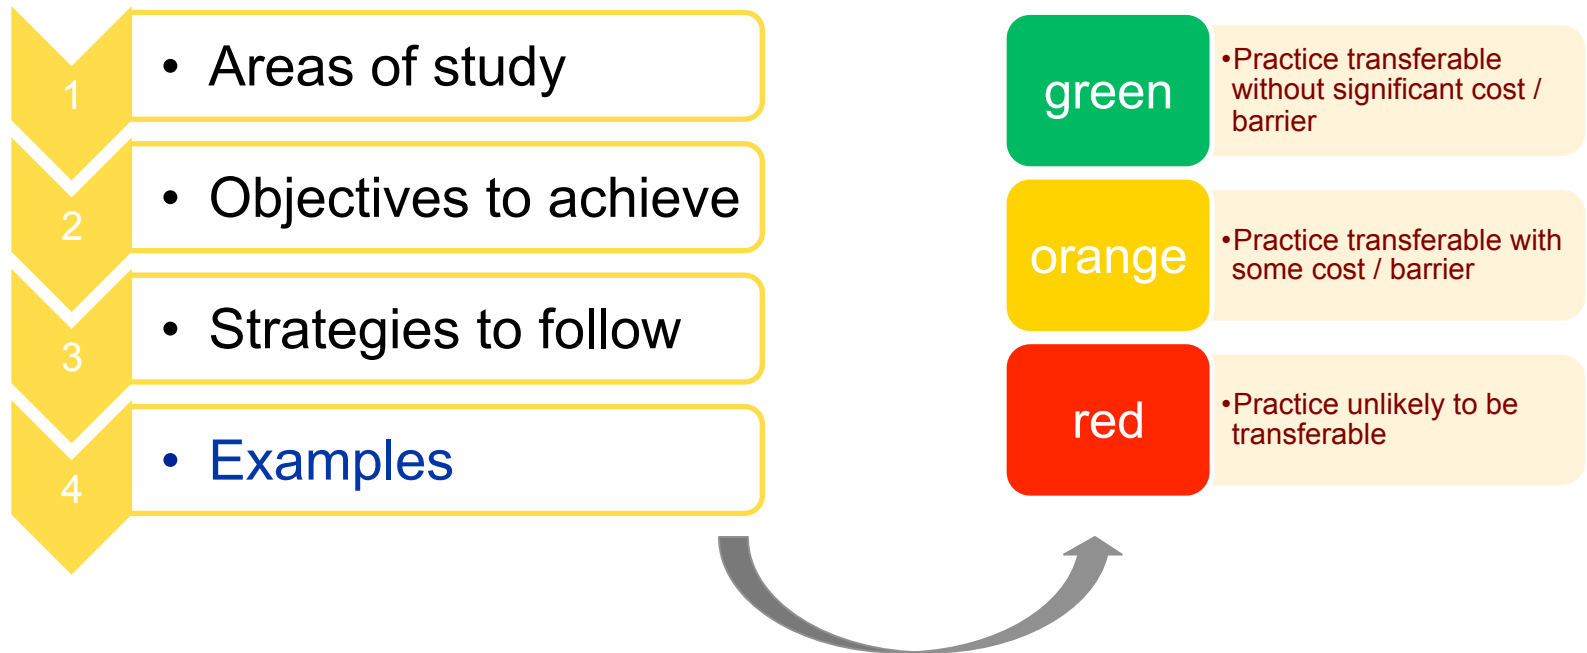 1
• Areas of study
2
• Objectives to achieve
3
• Strategies to follow
4
• Examples
green
•Practice transferable
without significant cost /
barrier
orange
•Practice transferable with
some cost / barrier
red
•Practice unlikely to be
transferable